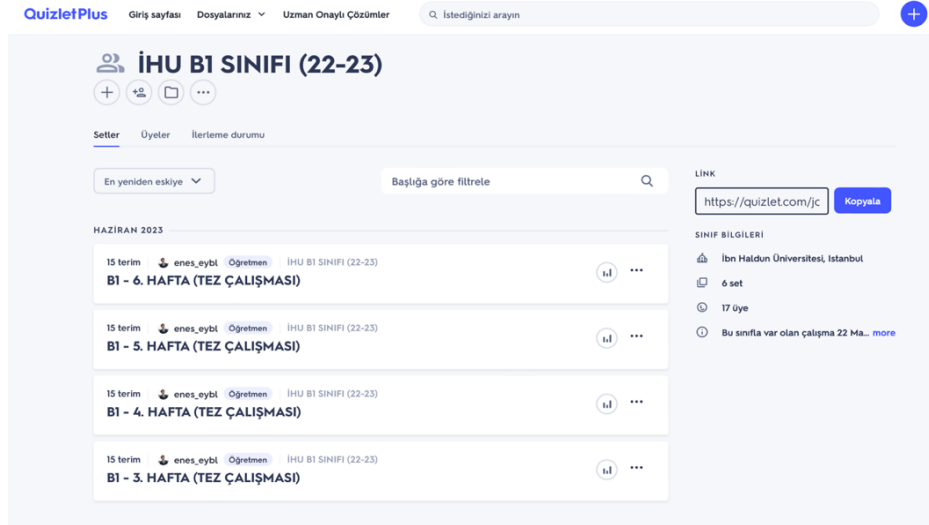 QuizletPlus Giriş sayfası Dosyalarınız Uzman Onaylı Çözümler İstediğinizi arayın
İHU B1 SINIFI (22-23)
Setler Üyeler İlerleme durumu
En yeniden eskiye Başlığa göre filtrele
HAZİRAN 2023
15 terim enes_eybl Öğretmen İHU B1 SINIFI (22-23)
B1 - 6. HAFTA (TEZ ÇALIŞMASI)
15 terim enes_eybl Öğretmen İHU B1 SINIFI (22-23)
B1 - 5. HAFTA (TEZ ÇALIŞMASI)
15 terim enes_eybl Öğretmen İHU B1 SINIFI (22-23)
B1 - 4. HAFTA (TEZ ÇALIŞMASI)
15 terim enes_eybl Öğretmen İHU B1 SINIFI (22-23)
B1 - 3. HAFTA (TEZ ÇALIŞMASI)
LİNK
https://quizlet.com/jc Kopyala
SINIF BİLGİLERİ
İbn Haldun Üniversitesi, Istanbul
6 set
17 üye
Bu sınıfla var olan çalışma 22 Ma... more